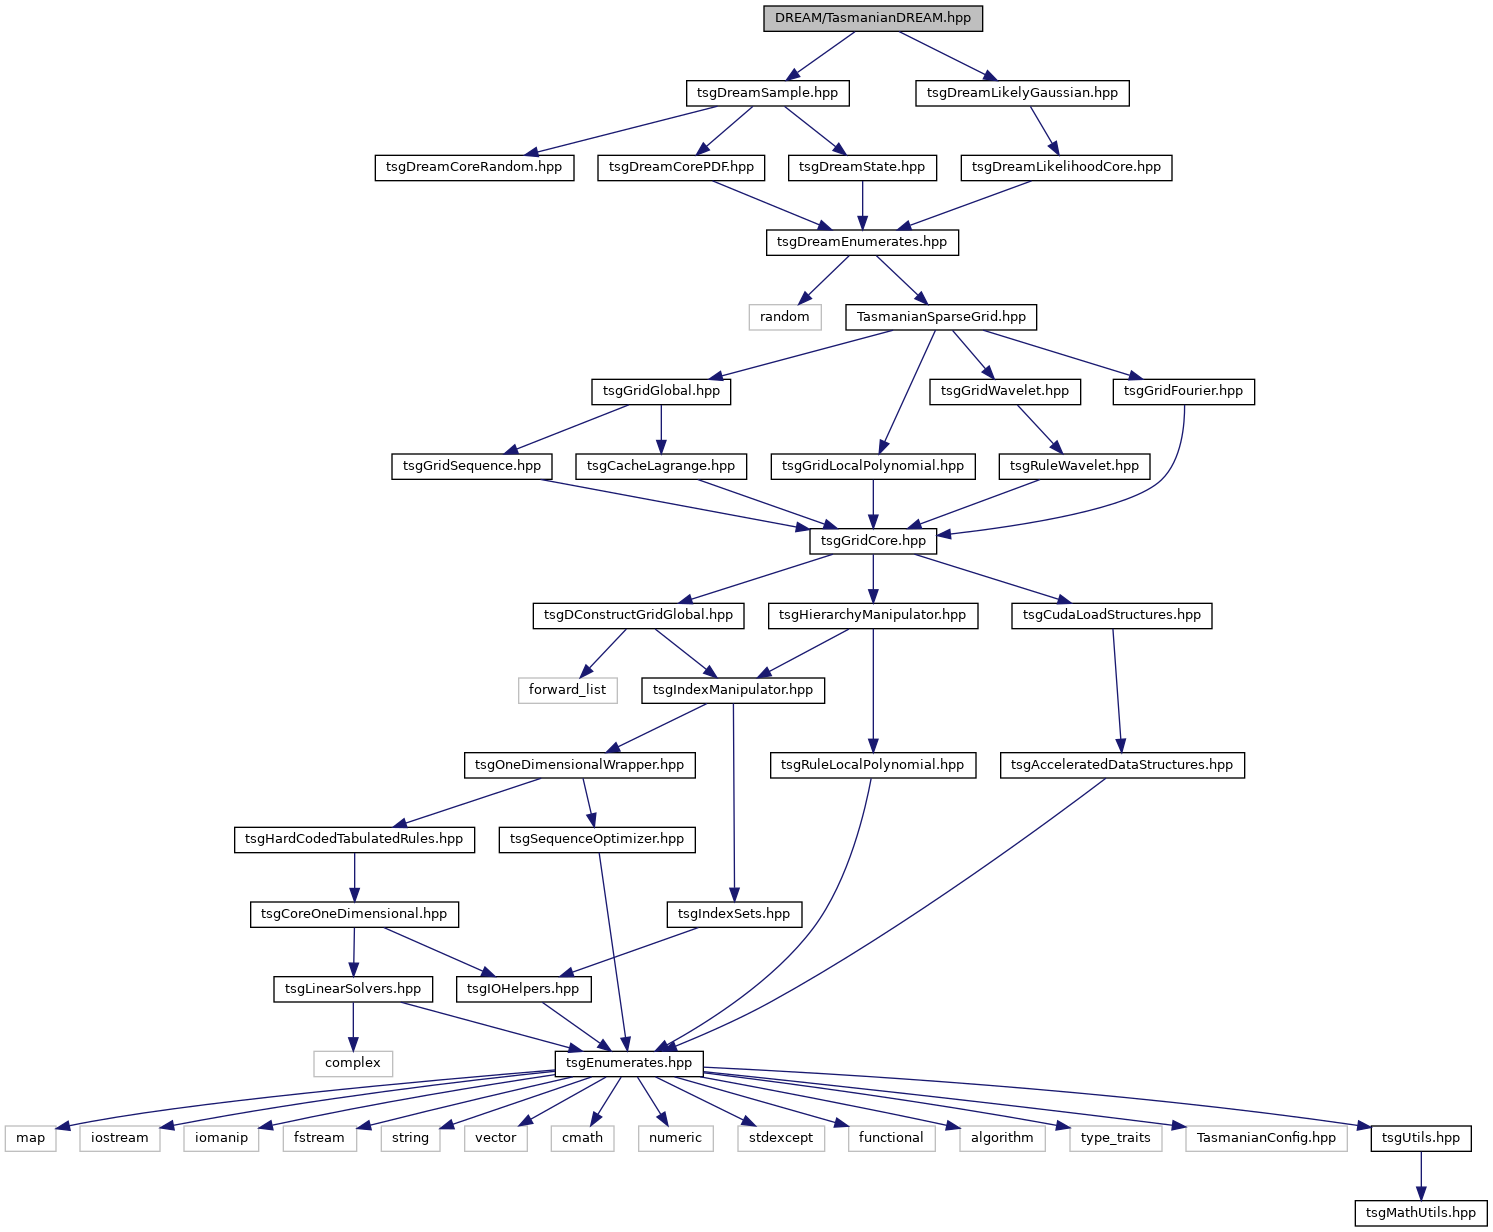 DREAM/TasmanianDREAM.hpp
tsgDreamSample.hpp
tsgDreamLikelyGaussian.hpp
tsgDreamCoreRandom.hpp
tsgDreamCorePDF.hpp
tsgDreamState.hpp
tsgDreamLikelihoodCore.hpp
tsgDreamEnumerates.hpp
random
TasmanianSparseGrid.hpp
tsgGridGlobal.hpp
tsgGridWavelet.hpp
tsgGridFourier.hpp
tsgGridSequence.hpp
tsgCacheLagrange.hpp
tsgGridLocalPolynomial.hpp
tsgRuleWavelet.hpp
tsgGridCore.hpp
tsgDConstructGridGlobal.hpp
tsgHierarchyManipulator.hpp
tsgCudaLoadStructures.hpp
forward_list
tsgIndexManipulator.hpp
tsgOneDimensionalWrapper.hpp
tsgRuleLocalPolynomial.hpp
tsgAcceleratedDataStructures.hpp
tsgHardCodedTabulatedRules.hpp
tsgSequenceOptimizer.hpp
tsgCoreOneDimensional.hpp
tsgIndexSets.hpp
tsgLinearSolvers.hpp
tsgIOHelpers.hpp
complex
tsgEnumerates.hpp
map
iostream
iomanip
fstream
string
vector
cmath
numeric
stdexcept
functional
algorithm
type_traits
TasmanianConfig.hpp
tsgUtils.hpp
tsgMathUtils.hpp